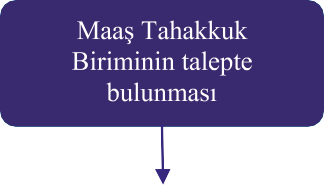 Maaş Tahakkuk
Biriminin talepte
bulunması